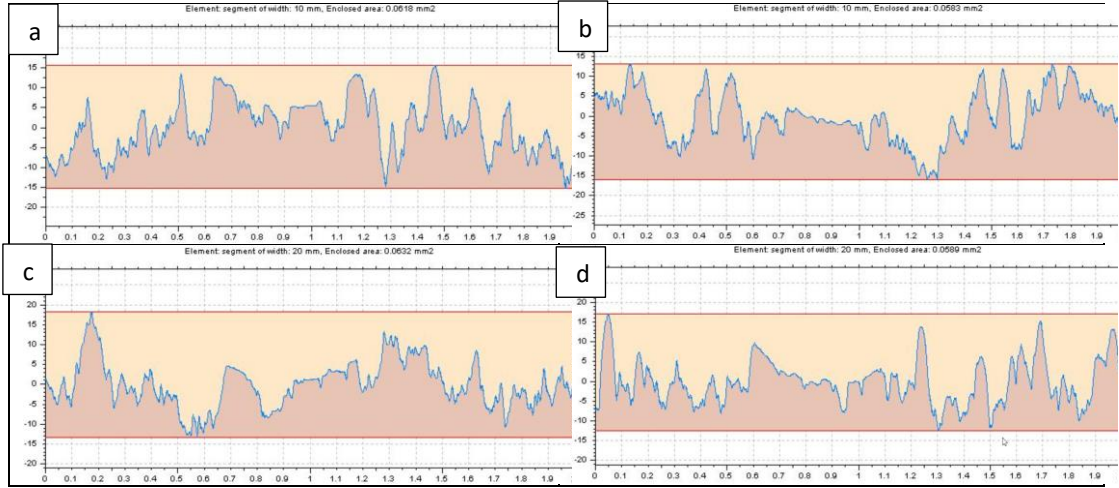 Element: segment of width: 10 mm, Enclosed area: 0.0618 mm2
a
15
10
5
0
-5
-10
-15
-20
0 0.1 0.2 0.3 0.4 0.5 0.6 0.7 0.8 0.9 1 1.1 1.2 1.3 1.4 1.5 1.6 1.7 1.8 1.9
Element: segment of width: 10 mm, Enclosed area: 0.0583 mm2
b
15
10
5
0
-5
-10
-15
-20
-25
0 0.1 0.2 0.3 0.4 0.5 0.6 0.7 0.8 0.9 1 1.1 1.2 1.3 1.4 1.5 1.6 1.7 1.8 1.9
Element: segment of width: 20 mm, Enclosed area: 0.0632 mm2
c
20
15
10
5
0
-5
-10
-15
-20
0 0.1 0.2 0.3 0.4 0.5 0.6 0.7 0.8 0.9 1 1.1 1.2 1.3 1.4 1.5 1.6 1.7 1.8 1.9
Element: segment of width: 20 mm, Enclosed area: 0.0589 mm2
d
20
15
10
5
0
-5
-10
-15
-20
0 0.1 0.2 0.3 0.4 0.5 0.6 0.7 0.8 0.9 1 1.1 1.2 1.3 1.4 1.5 1.6 1.7 1.8 1.9